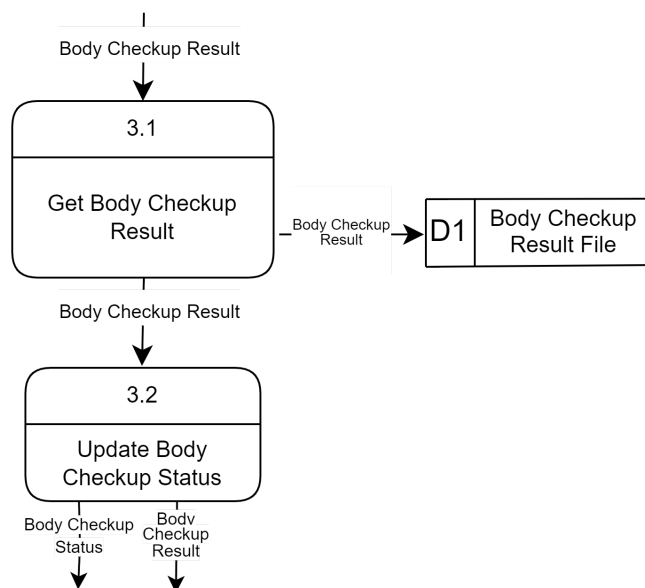 Body Checkup Result
3.1
Get Body Checkup
Result
Body Checkup
Result
D1
Body Checkup
Result File
Body Checkup Result
3.2
Update Body
Checkup Status
Body Checkup
Status
Body
Checkup
Result